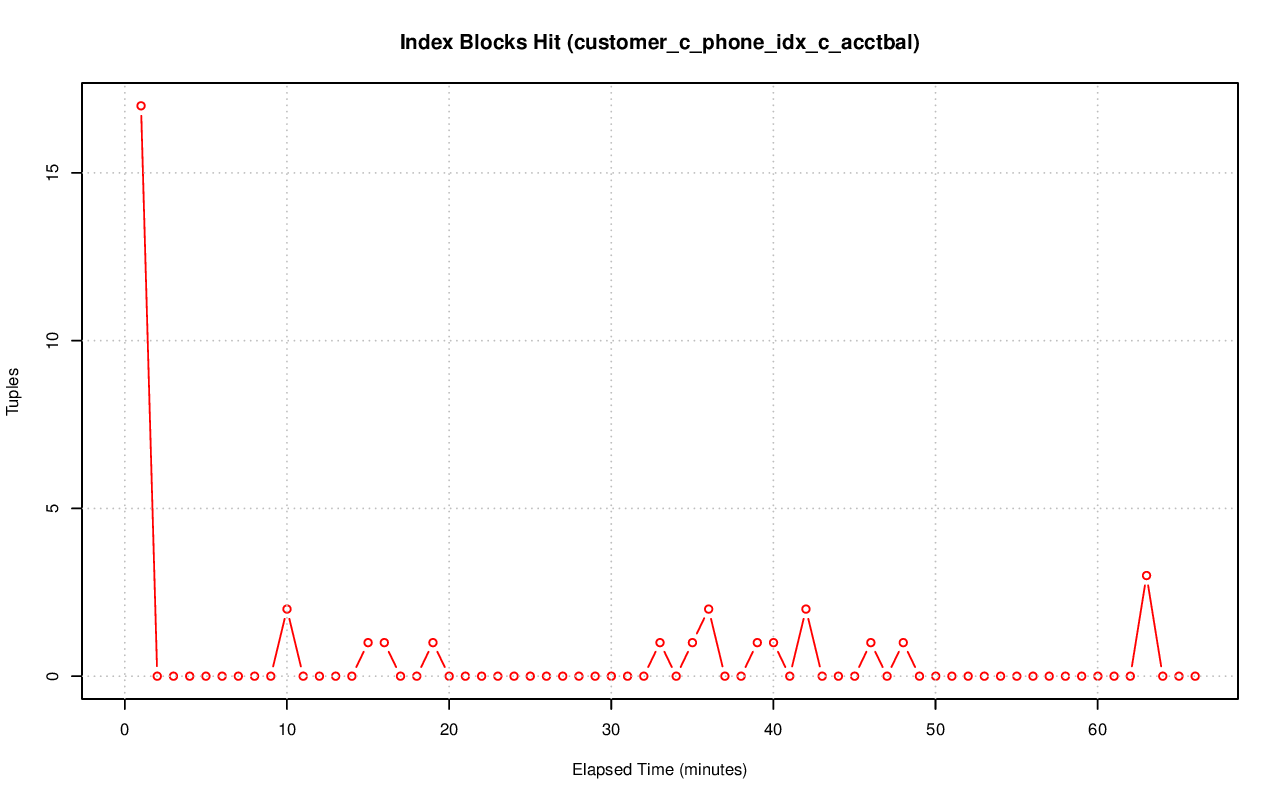 Index Blocks Hit (customer_c_phone_idx_c_acctbal)
Tuples
15
10
5
0
0 10 20 30 40 50 60
Elapsed Time (minutes)